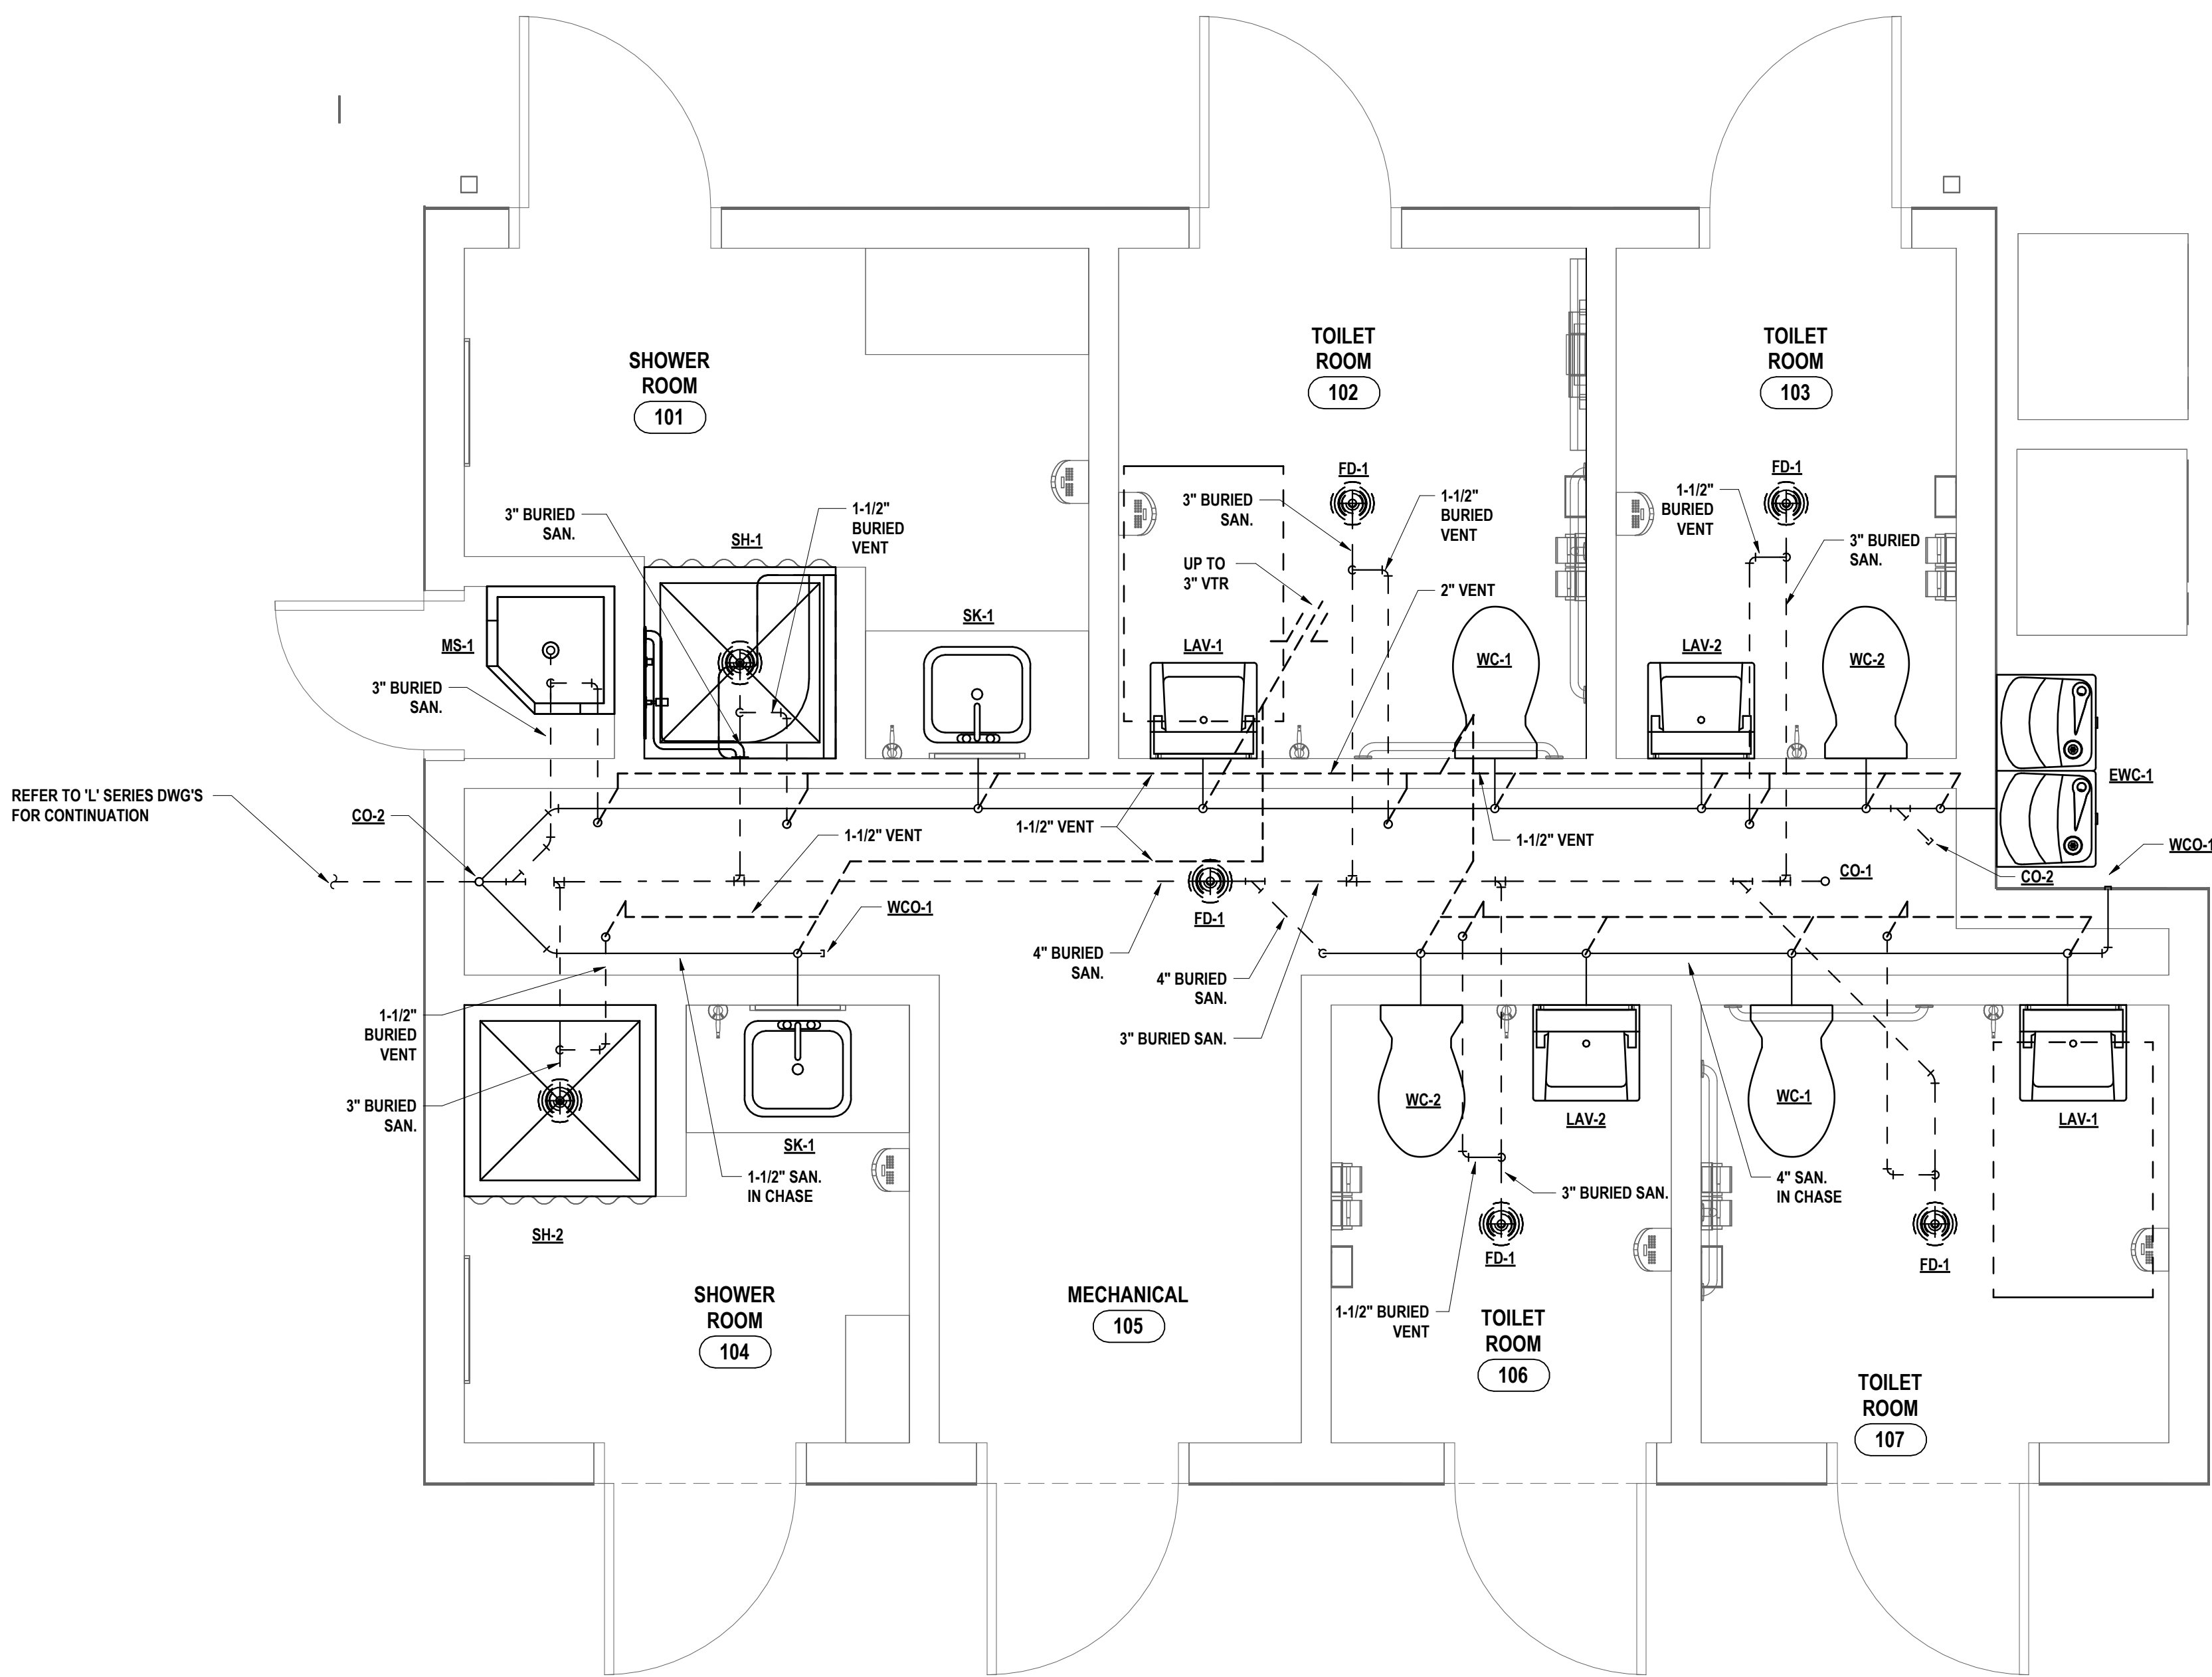 SHOWER
ROOM
101
TOILET
ROOM
102
TOILET
ROOM
103
3" BURIED
SAN.
1-1/2"
BURIED
VENT
SH-1
FD-1
3" BURIED
SAN.
1-1/2"
BURIED
VENT
FD-1
1-1/2"
BURIED
VENT
3" BURIED
SAN.
UP TO
3" VTR
2" VENT
MS-1
3" BURIED
SAN.
SK-1
LAV-1
WC-1
LAV-2
WC-2
EWC-1
REFER TO 'L' SERIES DWG'S
FOR CONTINUATION
CO-2
1-1/2" VENT
1-1/2" VENT
1-1/2" VENT
WCO-1
CO-1
CO-2
WCO-1
FD-1
4" BURIED
SAN.
4" BURIED
SAN.
3" BURIED SAN.
1-1/2"
BURIED
VENT
3" BURIED
SAN.
SK-1
1-1/2" SAN.
IN CHASE
SH-2
WC-2
LAV-2
WC-1
LAV-1
4" SAN.
IN CHASE
3" BURIED SAN.
FD-1
FD-1
1-1/2" BURIED
VENT
SHOWER
ROOM
104
MECHANICAL
105
TOILET
ROOM
106
TOILET
ROOM
107